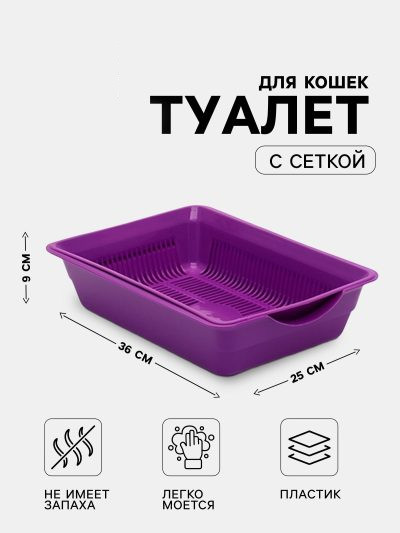 ДЛЯ КОШЕК
ТУАЛЕТ
С СЕТКОЙ
9 СМ
36 СМ
25 СМ
НЕ ИМЕЕТ
ЗАПАХА
ЛЕГКО
МОЕТСЯ
ПЛАСТИК